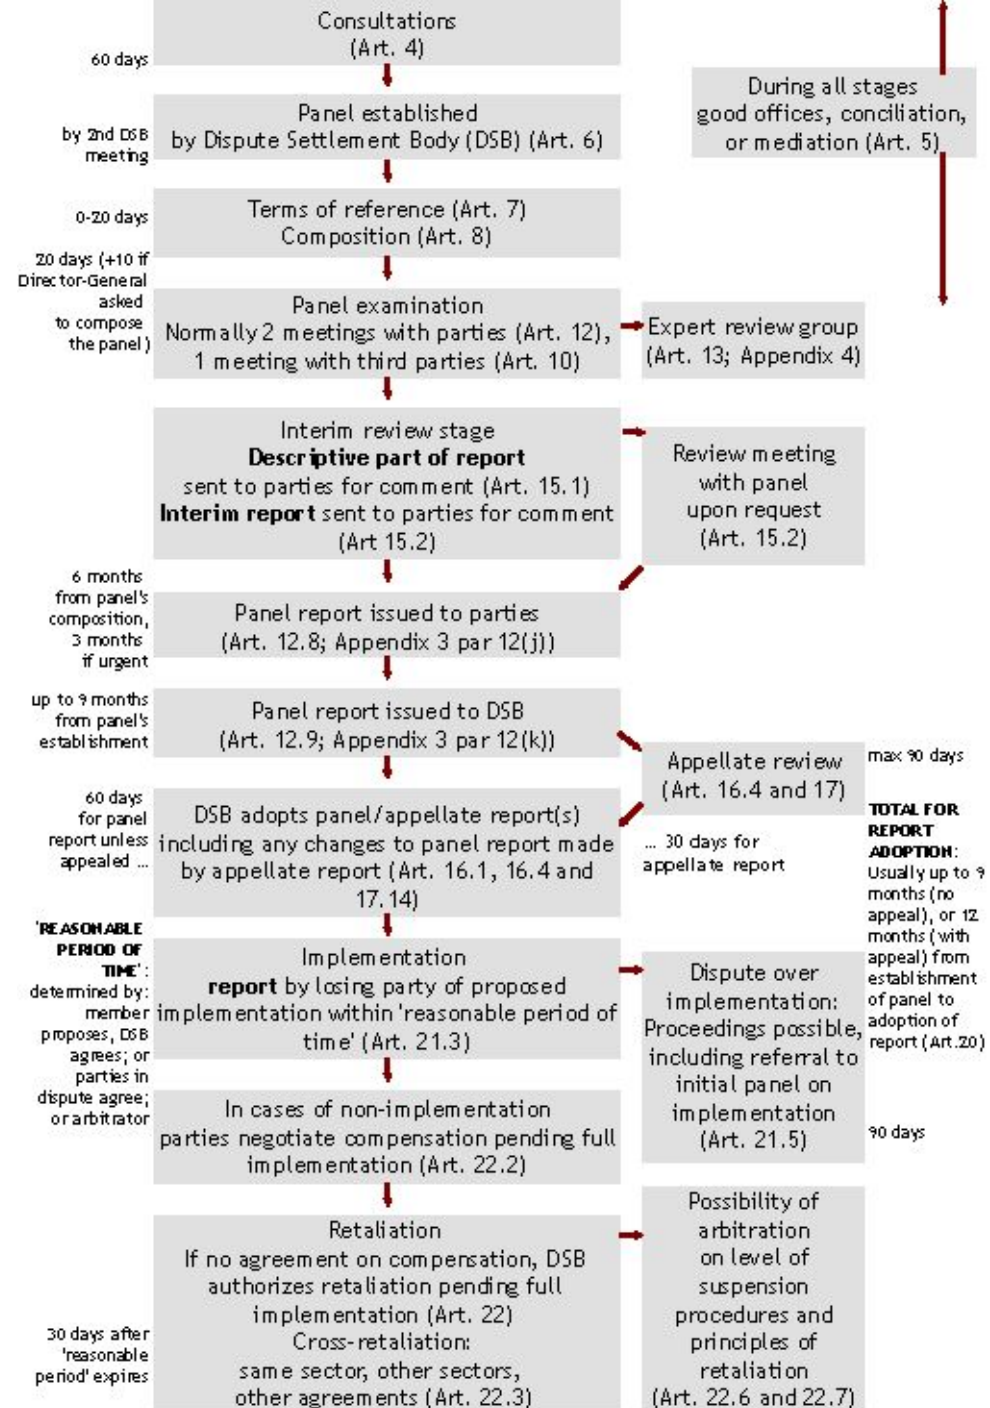 Consultations
(Art. 4)
60 days
During all stages
good offices, conciliation,
or mediation (Art. 5)
Panel established
by Dispute Settlement Body (DSB) (Art. 6)
by 2nd DSB
meeting
Terms of reference (Art. 7)
Composition (Art. 8)
0-20 days
20 days (+10 if
Director-General
asked
to compose
the panel)
Panel examination
Normally 2 meetings with parties (Art. 12),
1 meeting with third parties (Art. 10)
Expert review group
(Art. 13; Appendix 4)
Interim review stage
Descriptive part of report
sent to parties for comment (Art. 15.1)
Interim report sent to parties for comment
(Art 15.2)
Review meeting
with panel
upon request
(Art. 15.2)
6 months
from panel's
composition,
3 months
if urgent
Panel report issued to parties
(Art. 12.8; Appendix 3 par 12(j))
up to 9 months
from panel's
establishment
Panel report issued to DSB
(Art. 12.9; Appendix 3 par 12(k))
Appellate review
(Art. 16.4 and 17)
max 90 days
60 days
for panel
report unless
appealed ...
DSB adopts panel/appellate report(s)
including any changes to panel report made
by appellate report (Art. 16.1, 16.4 and
17.14)
... 30 days for
appellate report
TOTAL FOR
REPORT
ADOPTION:
Usually up to 9
months (no
appeal), or 12
months (with
appeal) from
establishment
of panel to
adoption of
report (Art.20)
'REASONABLE
PERIOD OF
TIME':
determined by:
member
proposes, DSB
agrees; or
parties in
dispute agree;
or arbitrator
Implementation
report by losing party of proposed
implementation within 'reasonable period of
time' (Art. 21.3)
Dispute over
implementation:
Proceedings possible,
including referral to
initial panel on
implementation
(Art. 21.5)
90 days
In cases of non-implementation
parties negotiate compensation pending full
implementation (Art. 22.2)
Retaliation
If no agreement on compensation, DSB
authorizes retaliation pending full
implementation (Art. 22)
Cross-retaliation:
same sector, other sectors,
other agreements (Art. 22.3)
30 days after
'reasonable
period' expires
Possibility of
arbitration
on level of
suspension
procedures and
principles of
retaliation
(Art. 22.6 and 22.7)